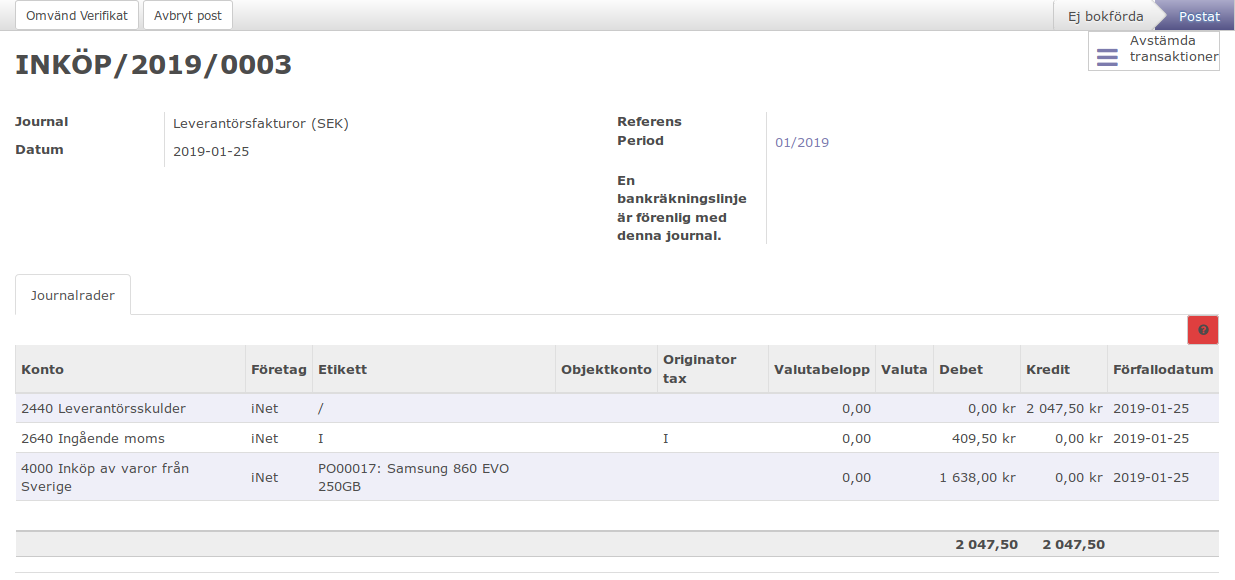 Omvänd Verifikat Avbryt post Ej bokförda Postat
Avstämda
transaktioner
INKÖP/2019/0003
Journal Leverantörsfakturor (SEK)
Datum 2019-01-25
Referens
Period 01/2019
En
bankräkningslinje
är förenlig med
denna journal.
Journalrader
Konto Företag Etikett Objektkonto Originator tax Valutabelopp Valuta Debet Kredit Förfallodatum
2440 Leverantörsskulder iNet / 0,00 0,00 kr 2 047,50 kr 2019-01-25
2640 Ingående moms iNet I I 0,00 409,50 kr 0,00 kr 2019-01-25
4000 Inköp av varor från Sverige iNet PO00017: Samsung 860 EVO 250GB 0,00 1 638,00 kr 0,00 kr 2019-01-25
2 047,50 2 047,50